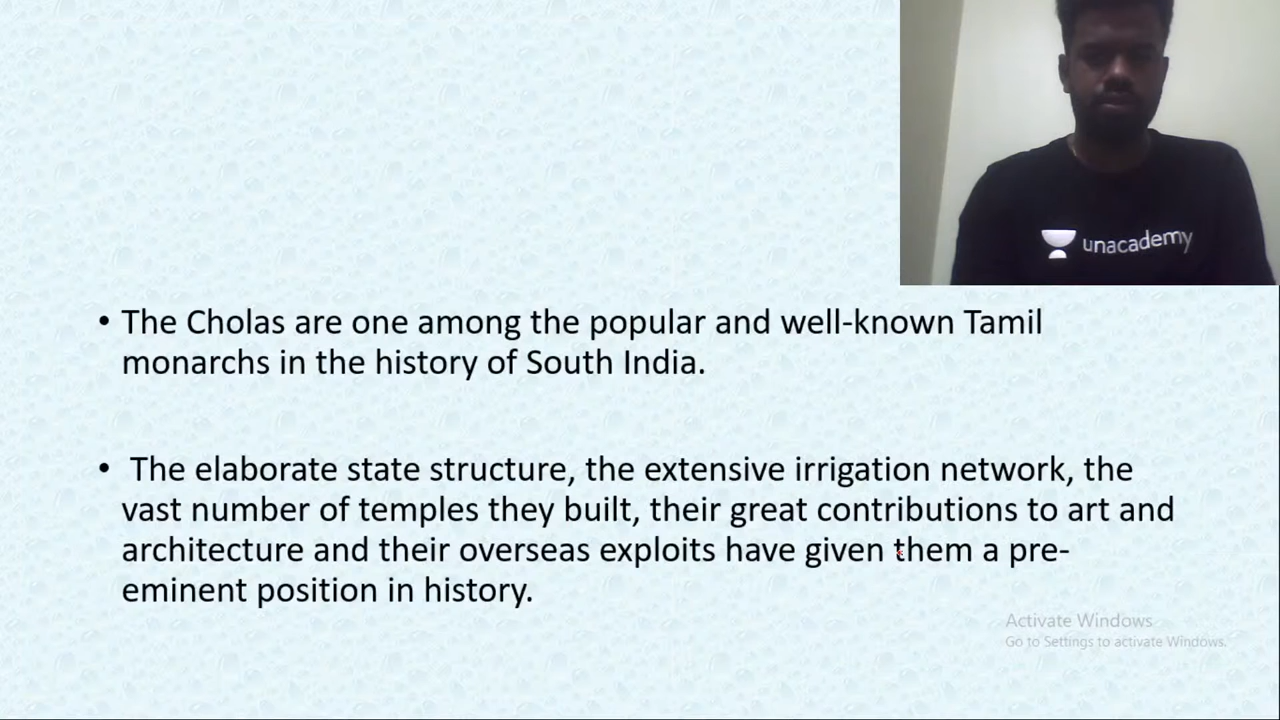 unacademy
• The Cholas are one among the popular and well-known Tamil
monarchs in the history of South India.
• The elaborate state structure, the extensive irrigation network, the
vast number of temples they built, their great contributions to art and
architecture and their overseas exploits have given them a pre-
eminent position in history.
Activate Windows
Go to Settings to activate Windows.